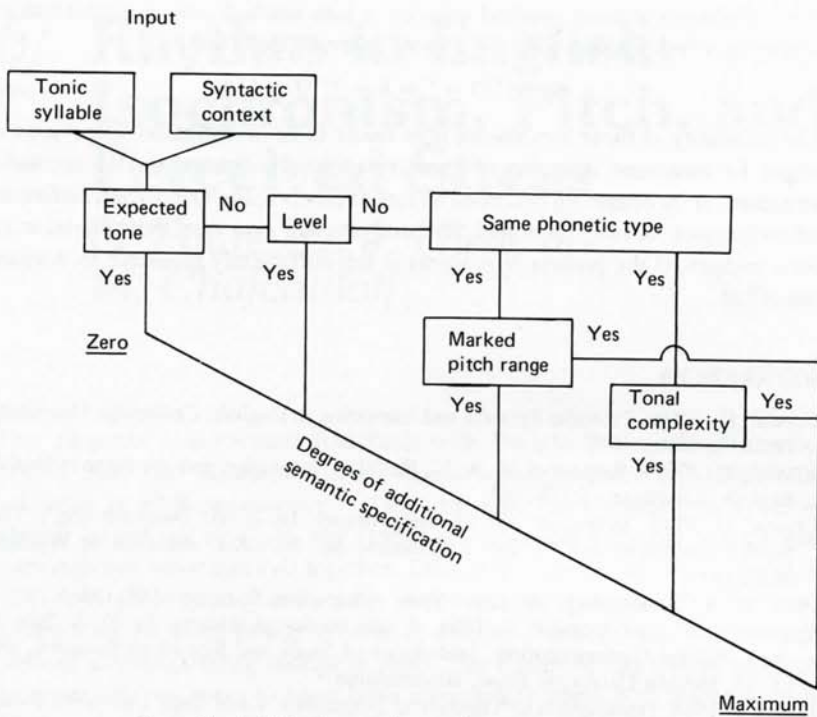 Input
Tonic
syllable
Syntactic
context
Expected
tone
No
Level
No
Same phonetic type
Yes
Yes
Yes
Yes
Zero
Marked
pitch range
Yes
Yes
Tonal
complexity
Yes
Yes
Degrees of additional
semantic specification
Maximum